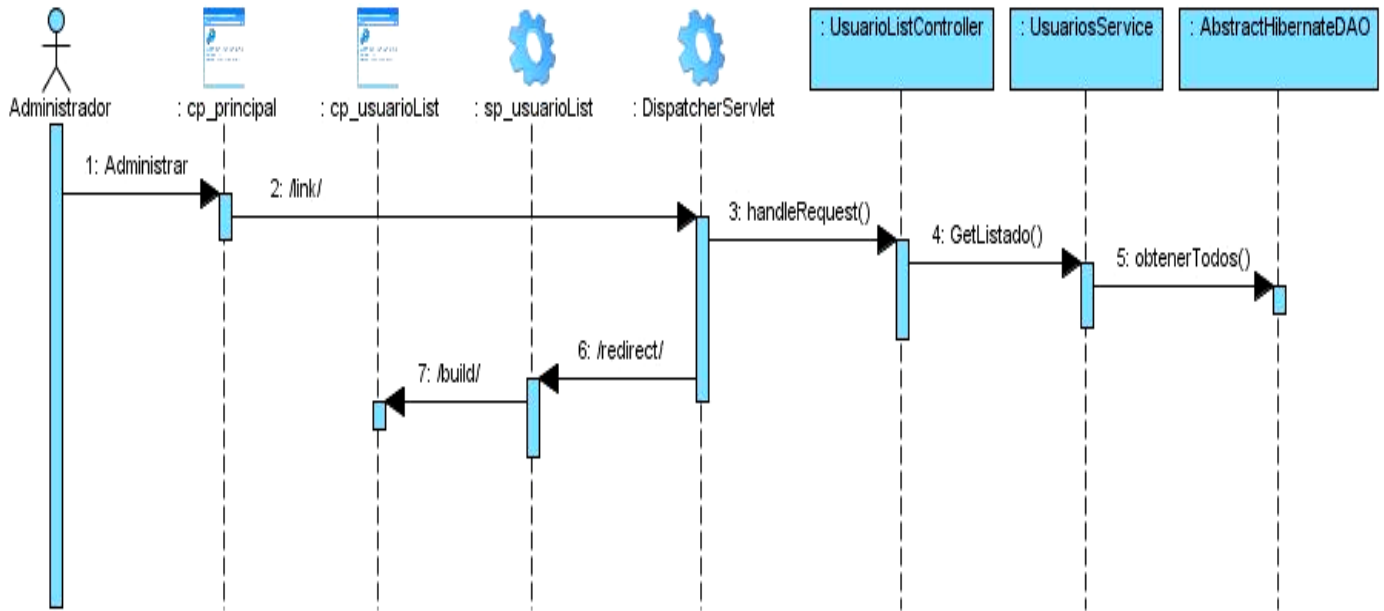 : UsuarioListController
: UsuariosService
: AbstractHibernateDAO
Administrador
: cp_principal
: cp_usuarioList
: sp_usuarioList
: DispatcherServlet
1: Administrar
2: /link/
3: handleRequest()
4: GetListado()
5: obtenerTodos()
6: /redirect/
7: /build/